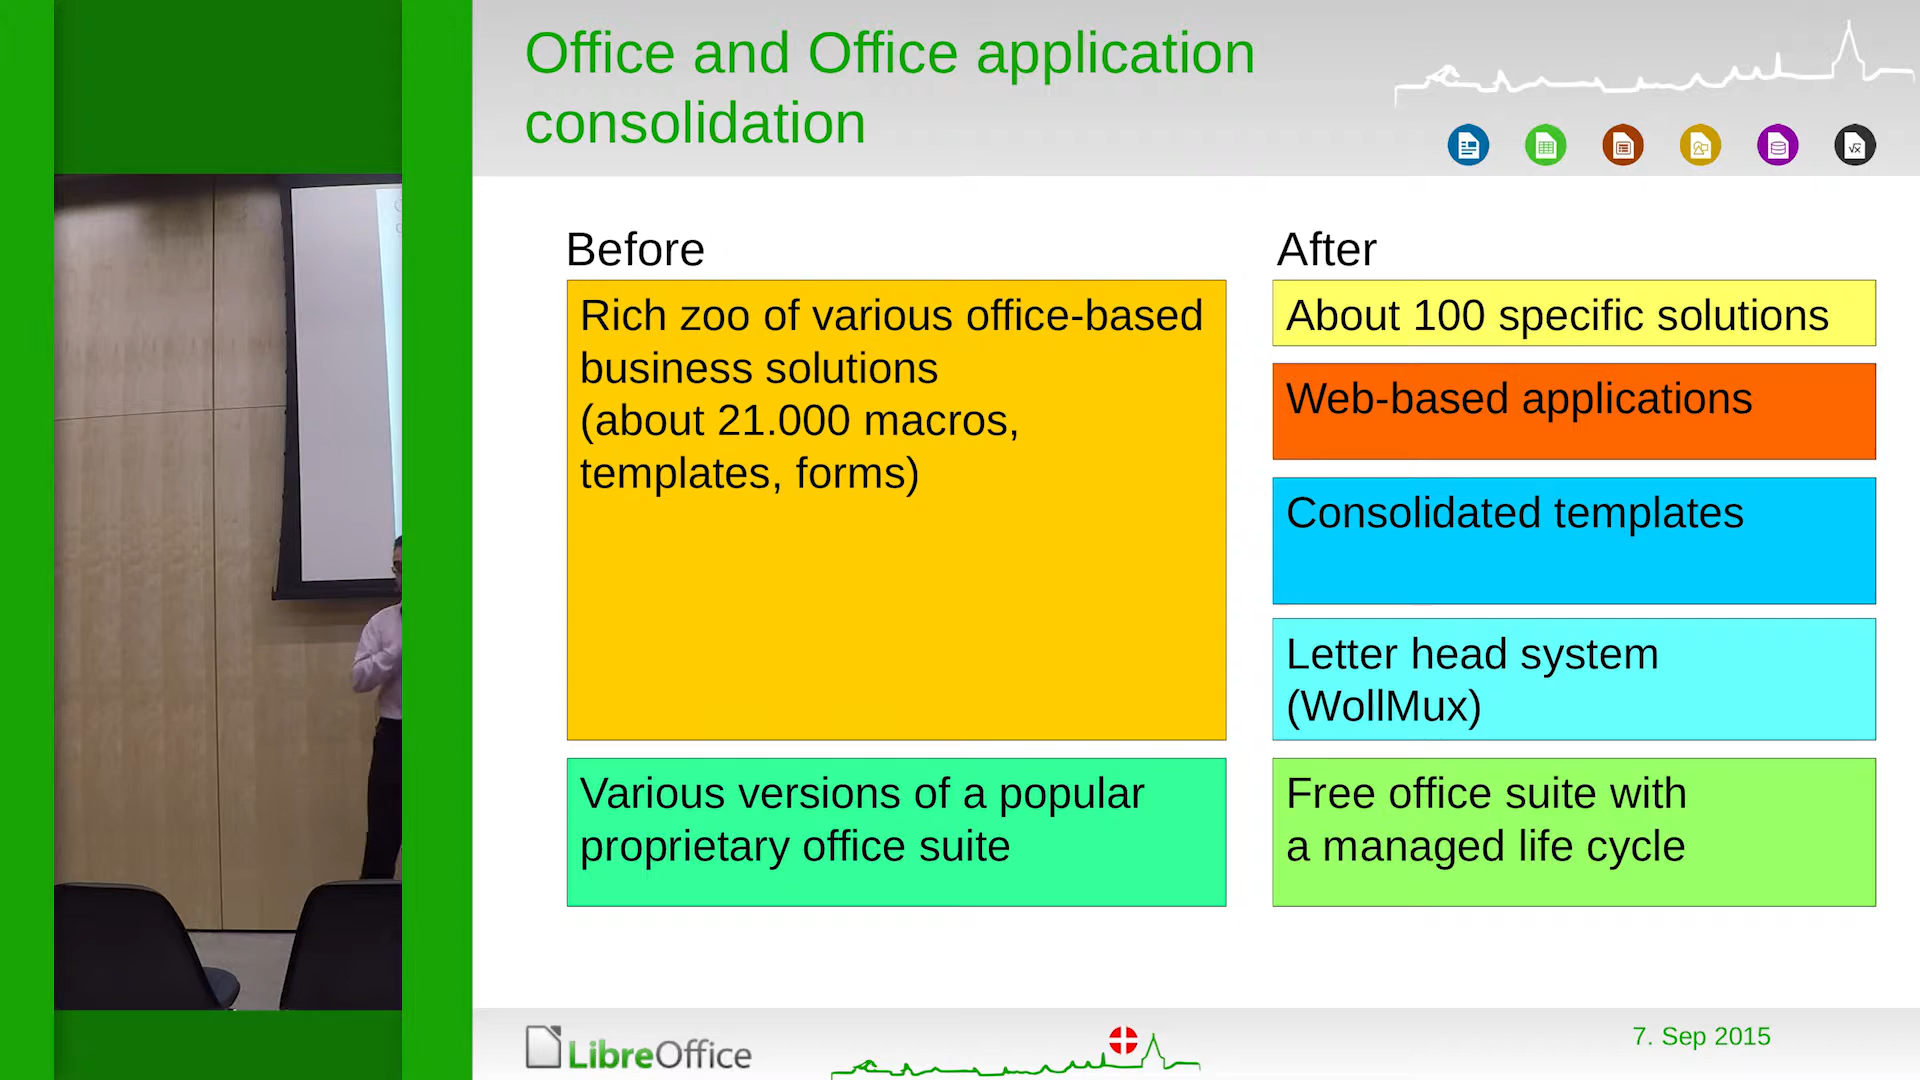 Office and Office application
consolidation
Before
Rich zoo of various office-based
business solutions
(about 21.000 macros,
templates, forms)
Various versions of a popular
proprietary office suite
After
About 100 specific solutions
Web-based applications
Consolidated templates
Letter head system
(WollMux)
Free office suite with
a managed life cycle
LibreOffice
7. Sep 2015